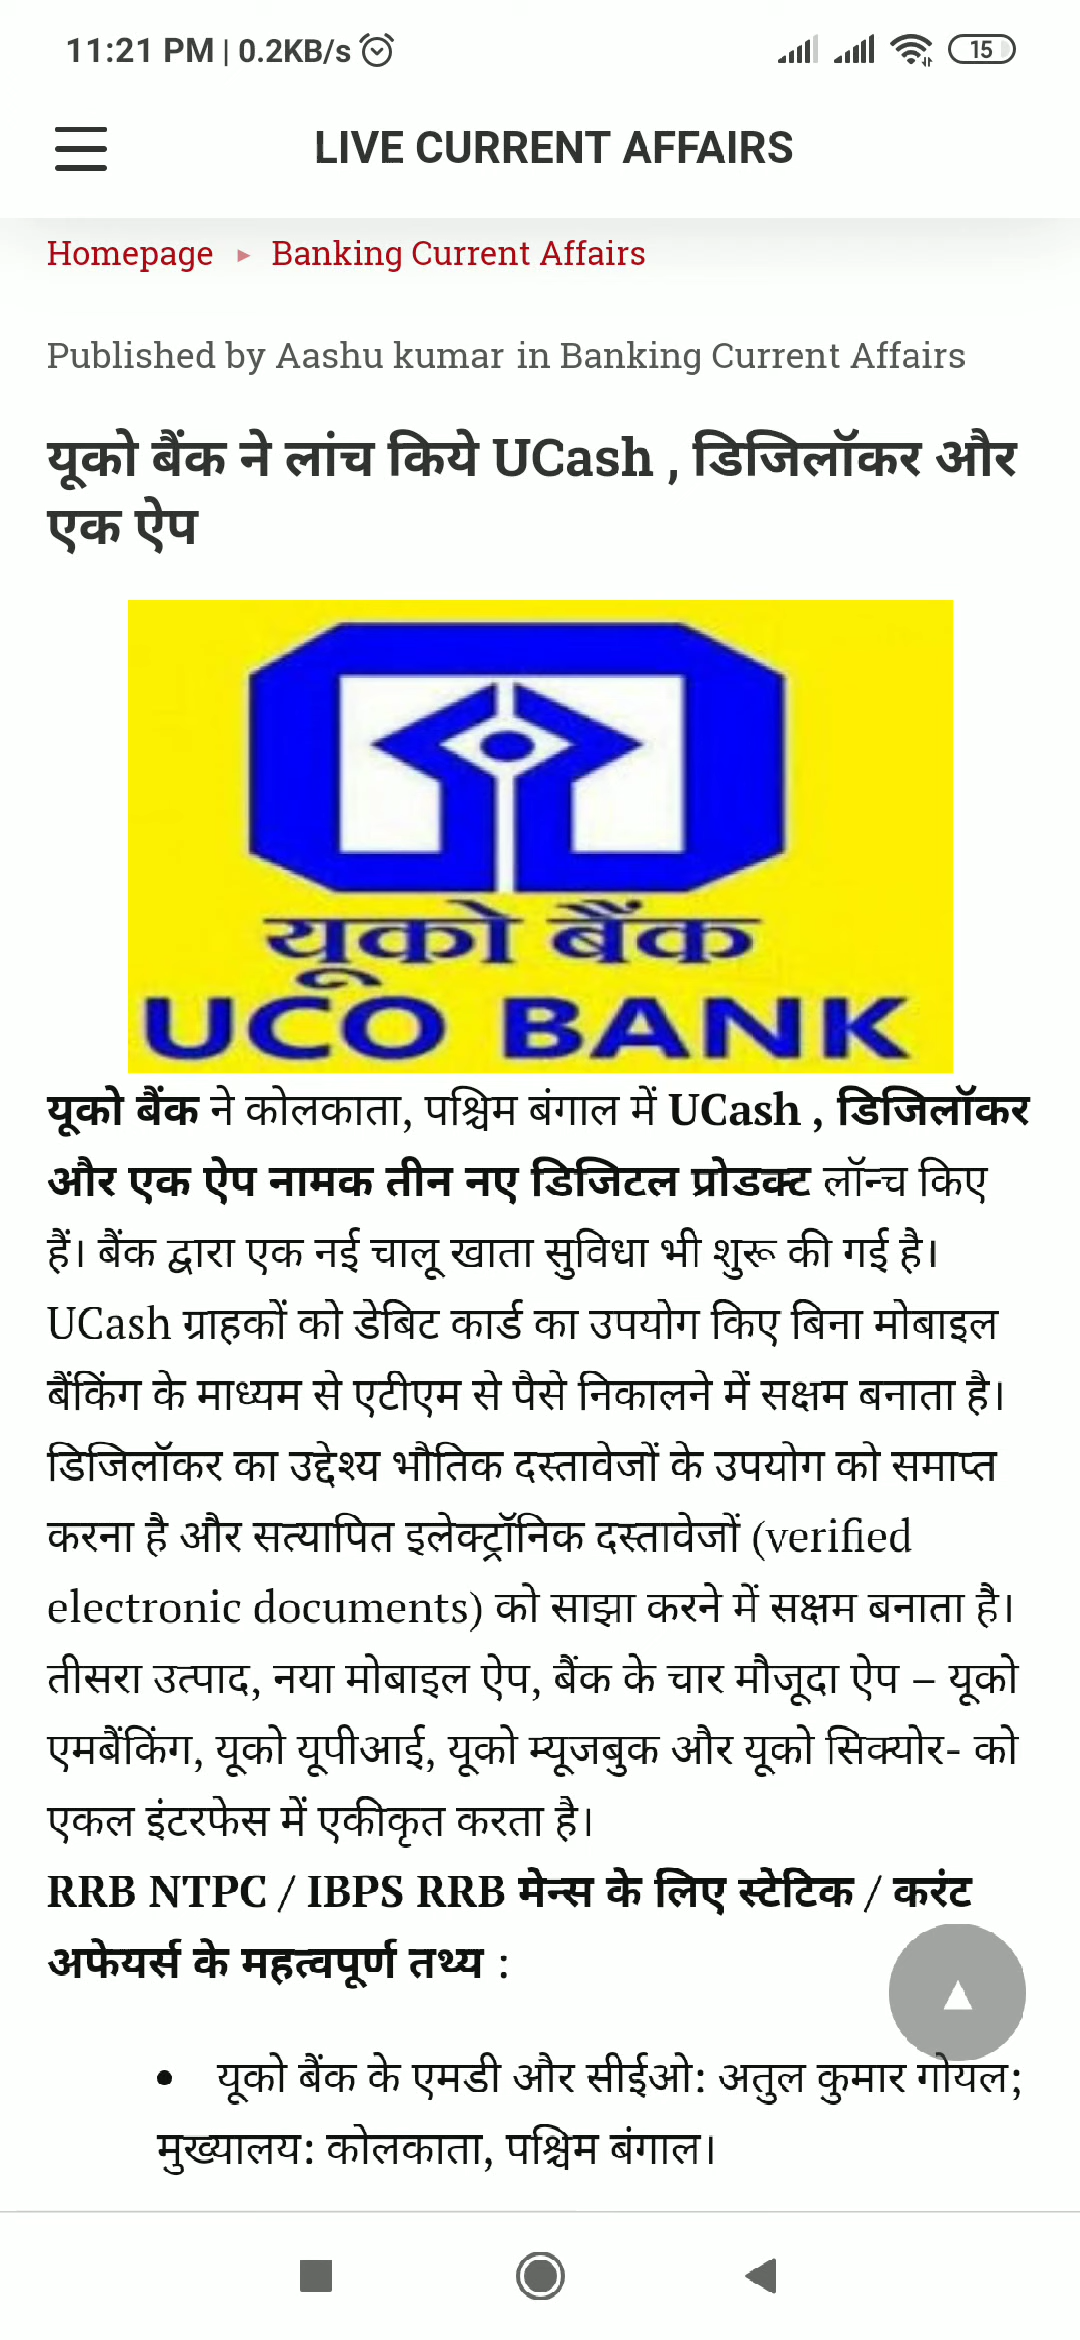 11:21 PM | 0.2KB/s
15
LIVE CURRENT AFFAIRS
Homepage ▸ Banking Current Affairs
Published by Aashu kumar in Banking Current Affairs
यूको बैंक ने लांच किये UCash , डिजिलॉकर और
एक ऐप
यूको बैंक
UCO BANK
यूको बैंक ने कोलकाता, पश्चिम बंगाल में UCash , डिजिलॉकर
और एक ऐप नामक तीन नए डिजिटल प्रोडक्ट लॉन्च किए
हैं। बैंक द्वारा एक नई चालू खाता सुविधा भी शुरू की गई है।
UCash ग्राहकों को डेबिट कार्ड का उपयोग किए बिना मोबाइल
बैंकिंग के माध्यम से एटीएम से पैसे निकालने में सक्षम बनाता है।
डिजिलॉकर का उद्देश्य भौतिक दस्तावेजों के उपयोग को समाप्त
करना है और सत्यापित इलेक्ट्रॉनिक दस्तावेजों (verified
electronic documents) को साझा करने में सक्षम बनाता है।
तीसरा उत्पाद, नया मोबाइल ऐप, बैंक के चार मौजूदा ऐप – यूको
एमबैंकिंग, यूको यूपीआई, यूको म्यूजबुक और यूको सिक्योर- को
एकल इंटरफेस में एकीकृत करता है।
RRB NTPC / IBPS RRB मेन्स के लिए स्टेटिक / करंट
अफेयर्स के महत्वपूर्ण तथ्य :
• यूको बैंक के एमडी और सीईओ: अतुल कुमार गोयल;
मुख्यालय: कोलकाता, पश्चिम बंगाल।